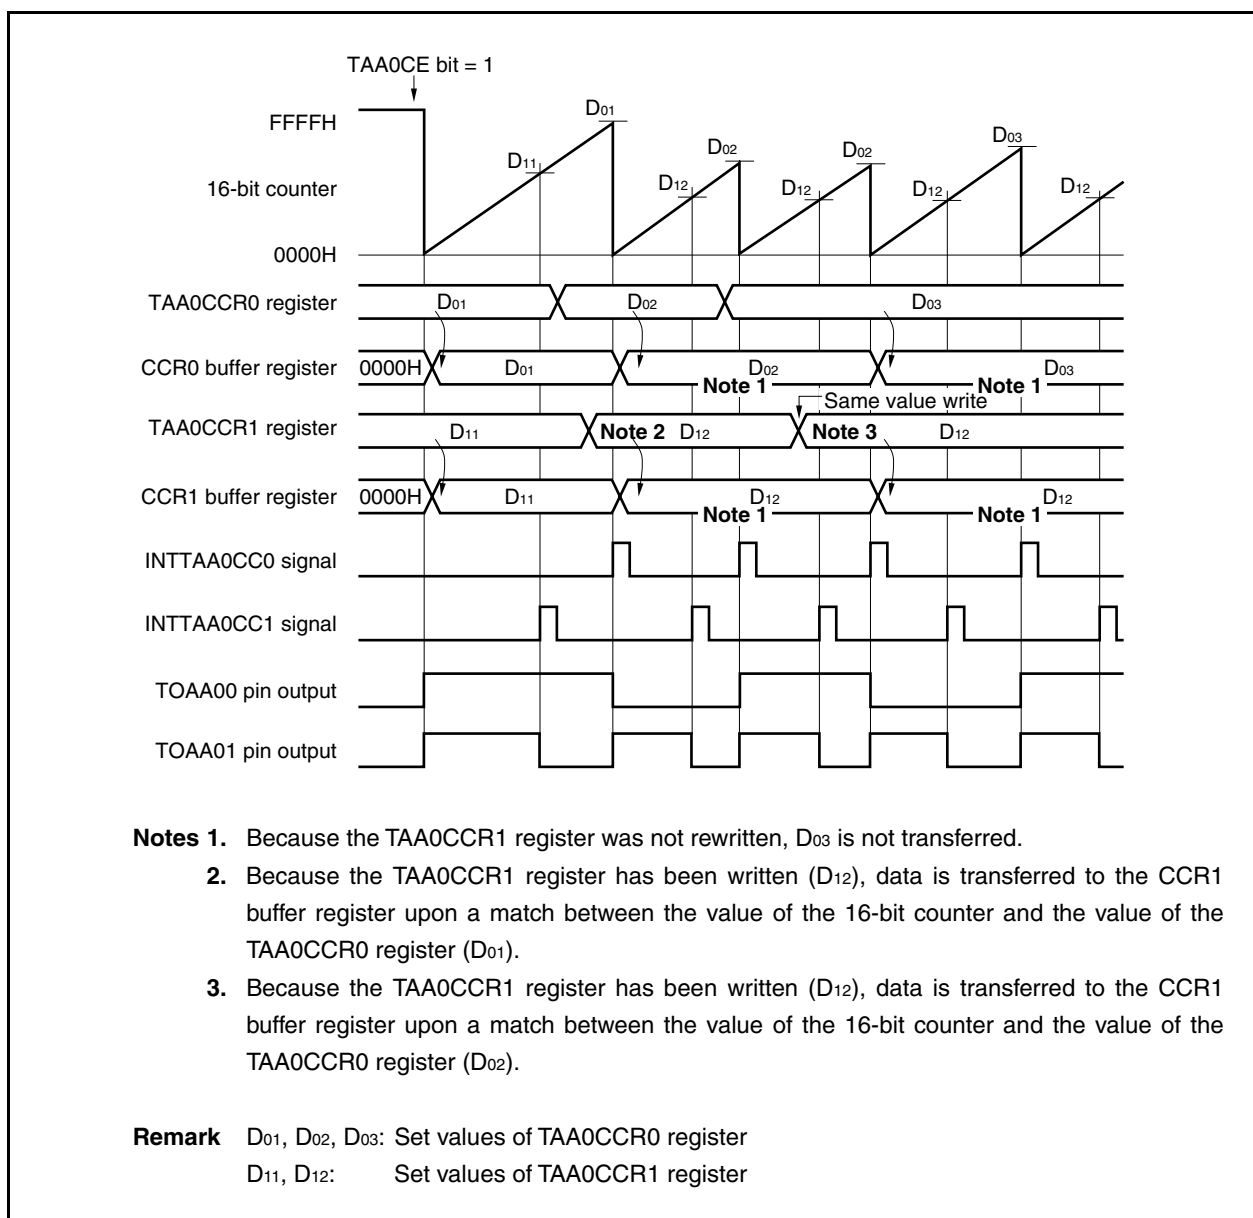 TAA0CE bit = 1
FFFFH
D01
D11
D02
D02
D03
16-bit counter
D12
D12
D12
D12
0000H
TAA0CCR0 register
D01
D02
D03
CCR0 buffer register
0000H
D01
D02
D03
Note 1
Note 1
Same value write
TAA0CCR1 register
D11
Note 2
D12
Note 3
D12
CCR1 buffer register
0000H
D11
D12
D12
Note 1
Note 1
INTTAA0CC0 signal
INTTAA0CC1 signal
TOAA00 pin output
TOAA01 pin output
Notes 1. Because the TAA0CCR1 register was not rewritten, D03 is not transferred.
2. Because the TAA0CCR1 register has been written (D12), data is transferred to the CCR1
buffer register upon a match between the value of the 16-bit counter and the value of the
TAA0CCR0 register (D01).
3. Because the TAA0CCR1 register has been written (D12), data is transferred to the CCR1
buffer register upon a match between the value of the 16-bit counter and the value of the
TAA0CCR0 register (D02).
Remark D01, D02, D03: Set values of TAA0CCR0 register
D11, D12: Set values of TAA0CCR1 register